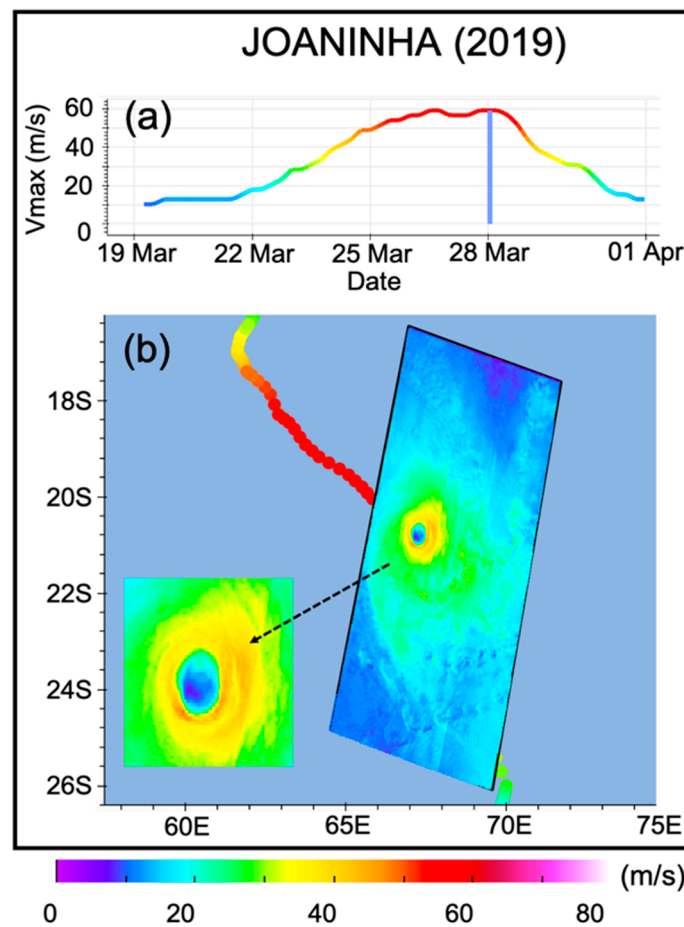 JOANINHA (2019)
(a)
Vmax (m/s)
60
40
20
0
19 Mar 22 Mar 25 Mar 28 Mar 01 Apr
Date
(b)
18S
20S
22S
24S
26S
60E 65E 70E 75E
(m/s)
0 20 40 60 80